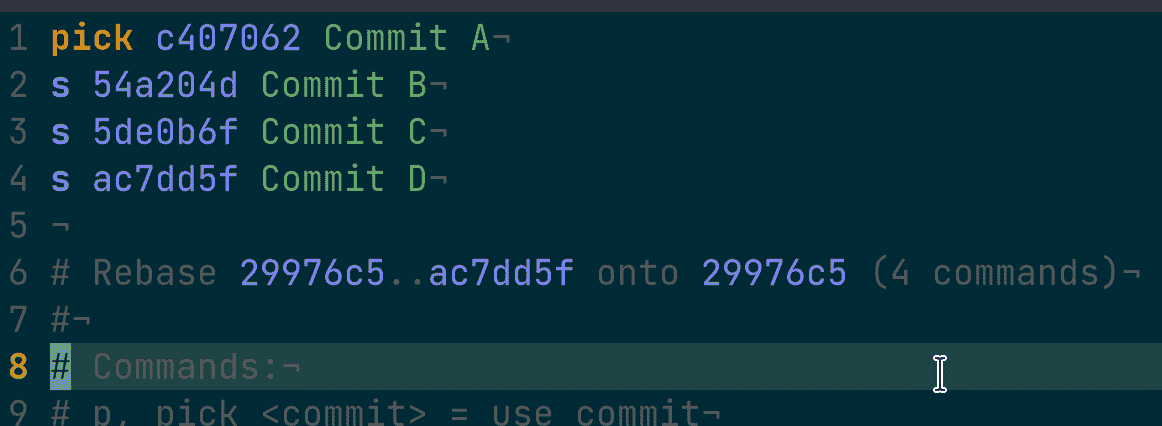 1 pick c407062 Commit A¬
2 s 54a204d Commit B¬
3 s 5de0b6f Commit C¬
4 s ac7dd5f Commit D¬
5 ¬
6 # Rebase 29976c5..ac7dd5f onto 29976c5 (4 commands)¬
7 #¬
8 # Commands:¬
9 # p, pick <commit> = use commit¬